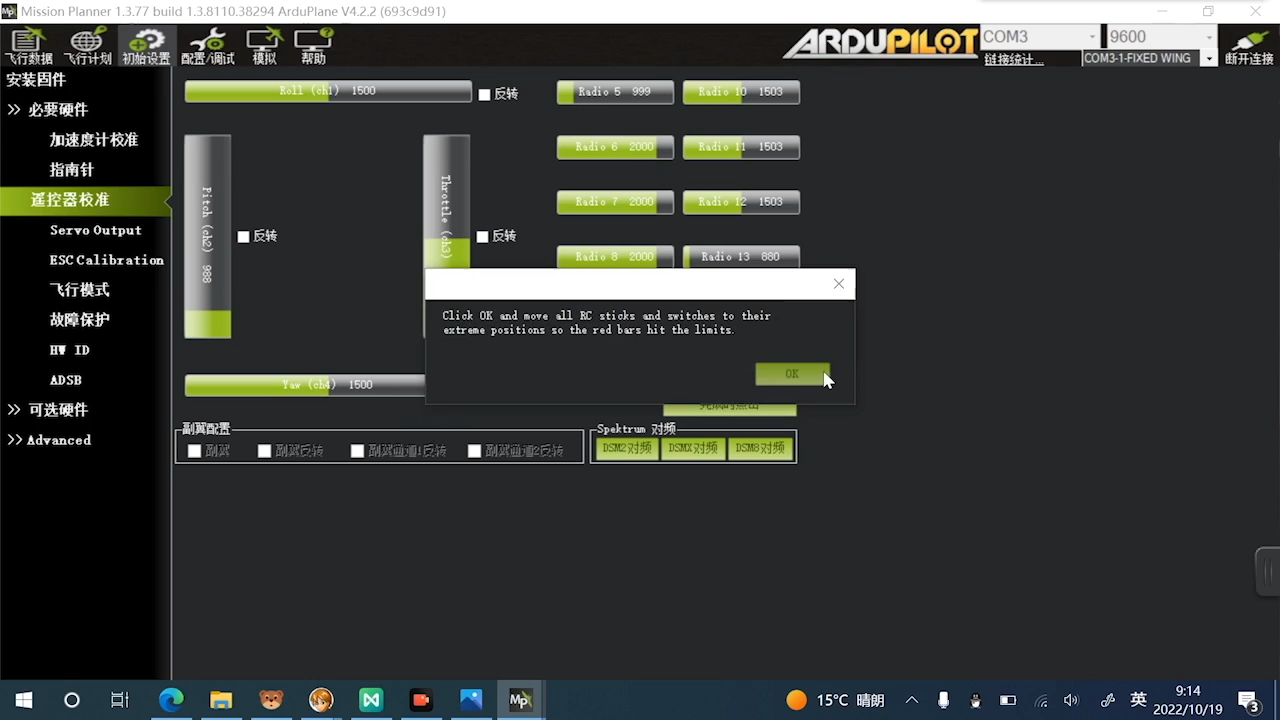 Mission Planner 1.3.77 build 1.3.8110.38294 ArduPlane V4.2.2 (693c9d91)
飞行数据 飞行计划 初始设置 配置/调试 模拟 帮助
ARDUPILOT
COM3
9600
链接统计...
COM3-1-FIXED WING
断开连接
安装固件
>> 必要硬件
加速度计校准
指南针
遥控器校准
Servo Output
ESC Calibration
飞行模式
故障保护
HW ID
ADSB
>> 可选硬件
>> Advanced
Roll (ch1) 1500
反转
Radio 5 999
Radio 10 1503
Radio 6 2000
Radio 11 1503
Radio 7 2000
Radio 12 1503
Radio 8 2000
Radio 13 880
Pitch (ch2) 988
反转
Throttle (ch3)
反转
Click OK and move all RC sticks and switches to their
extreme positions so the red bars hit the limits.
OK
Yaw (ch4) 1500
副翼配置
副翼 副翼反转 副翼通道1反转 副翼通道2反转
Spektrum 对频
DSM2对频 DSMX对频 DSM8对频
Mp
15°C 晴朗
英
9:14
2022/10/19
3